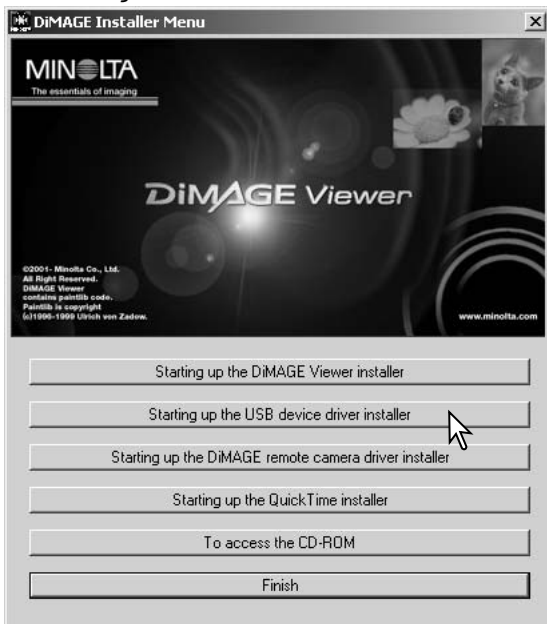 DiMAGE Installer Menu
MINOLTA
The essentials of imaging
DiMAGE Viewer
©2001- Minolta Co., Ltd.
All Right Reserved.
DiMAGE Viewer
contains paintlib code.
Paintlib is copyright
(c)1996-1999 Ulrich von Zadow.
www.minolta.com
Starting up the DiMAGE Viewer installer
Starting up the USB device driver installer
Starting up the DiMAGE remote camera driver installer
Starting up the QuickTime installer
To access the CD-ROM
Finish